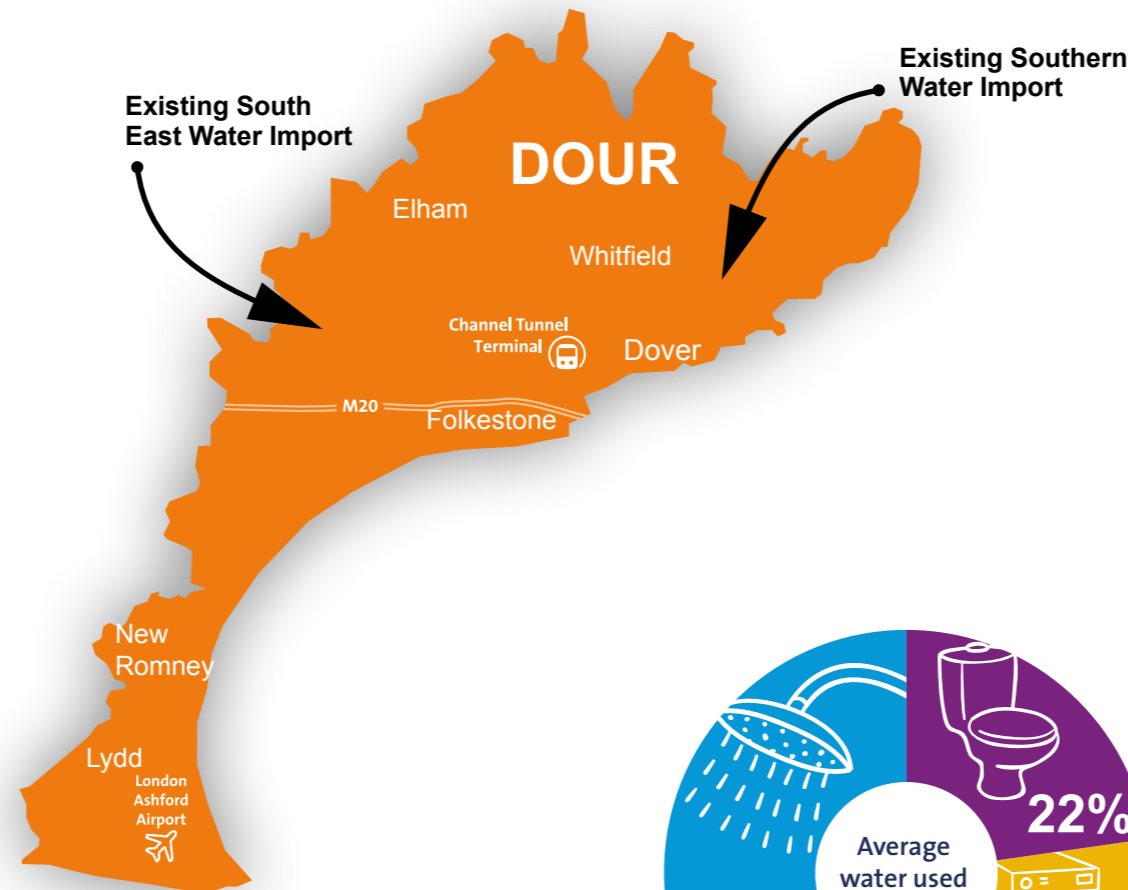 Existing South
East Water Import
Existing Southern
Water Import
DOUR
Elham
Whitfield
Channel Tunnel
Terminal
Dover
M20
Folkestone
New
Romney
Lydd
London
Ashford
Airport
22%
Average
water used